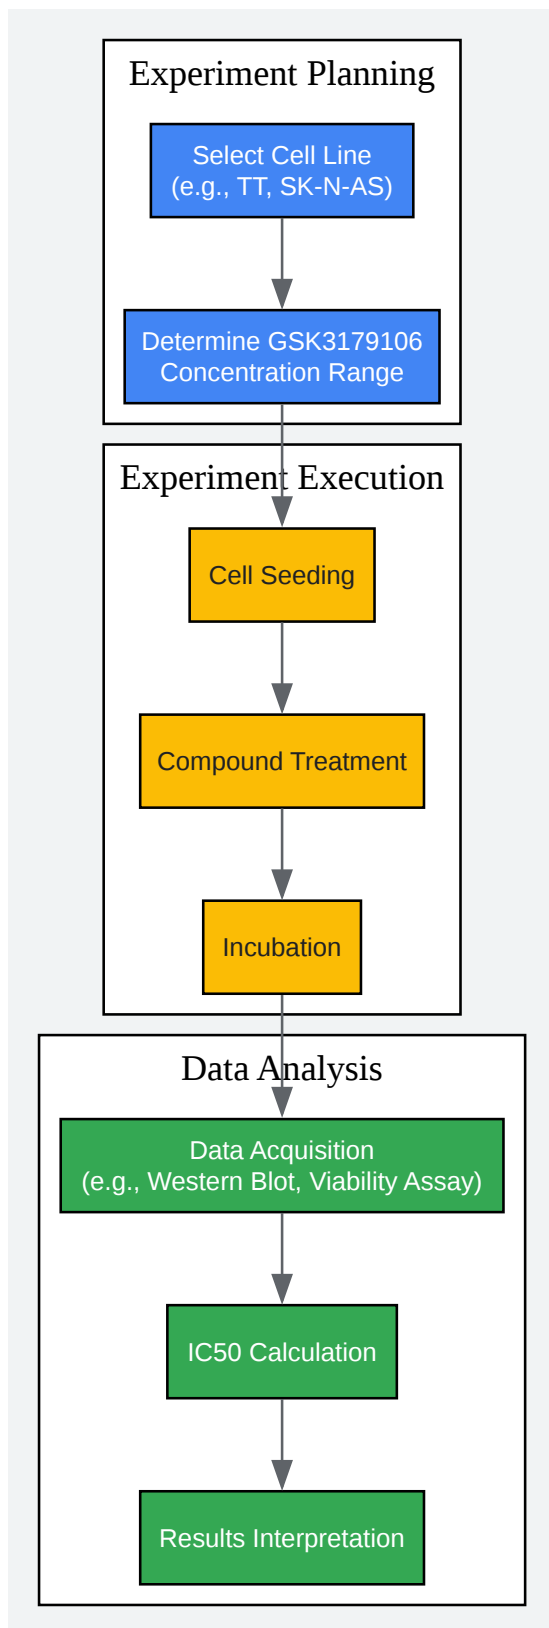 Experiment Planning
Select Cell Line
(e.g., TT, SK-N-AS)
Determine GSK3179106
Concentration Range
Experiment Execution
Cell Seeding
Compound Treatment
Incubation
Data Analysis
Data Acquisition
(e.g., Western Blot, Viability Assay)
IC50 Calculation
Results Interpretation